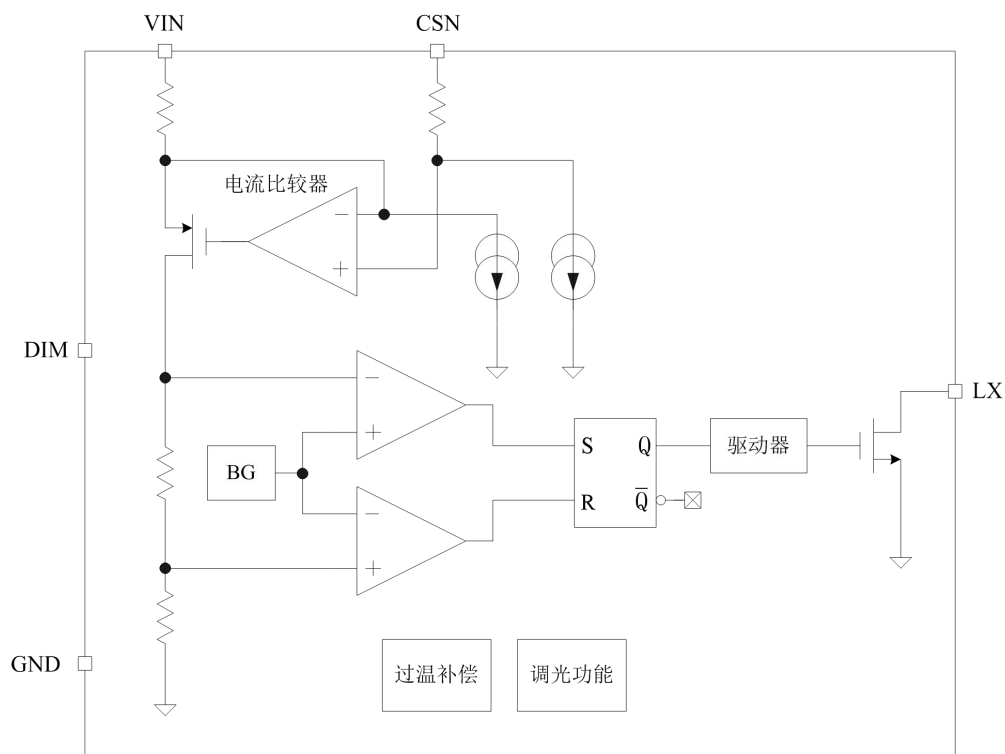 VIN
CSN
电流比较器
−
+
DIM
−
+
LX
BG
S
Q
驱动器
−
R
Q̅
+
过温补偿
调光功能
GND